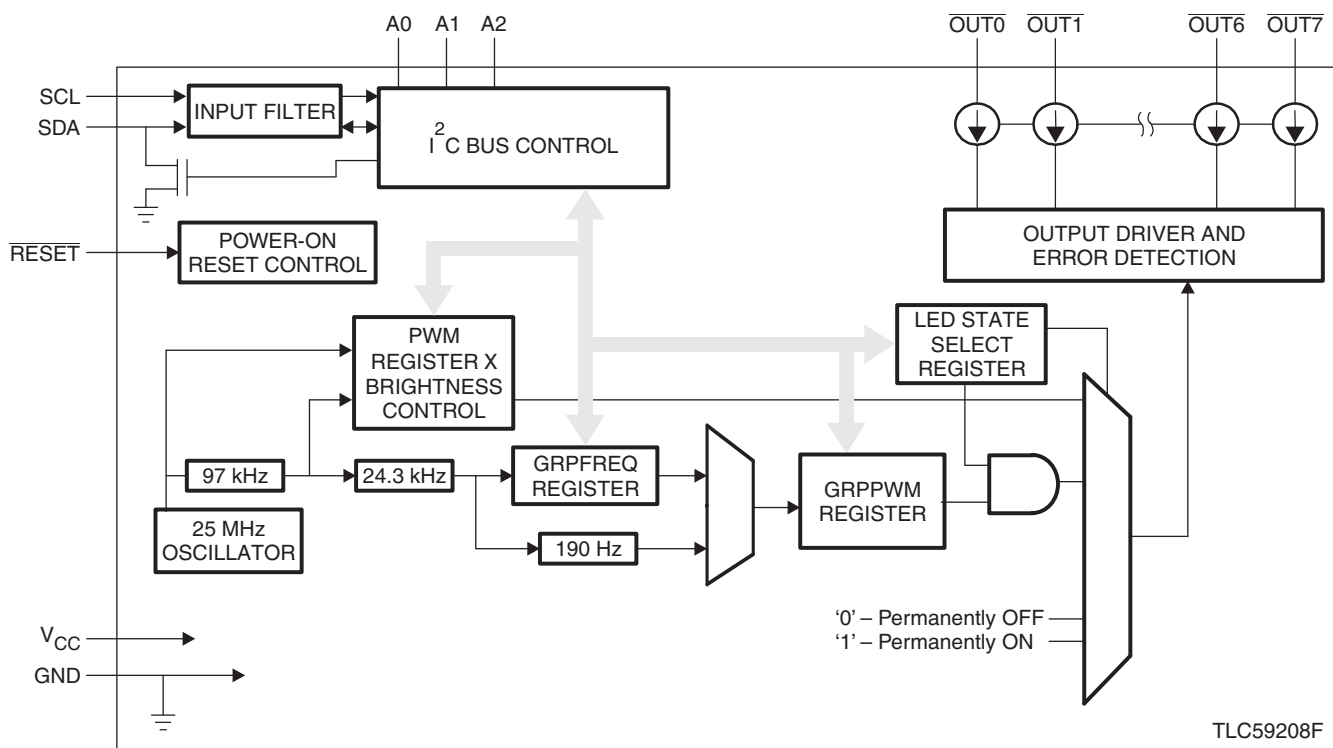 A0 A1 A2
OUT0 OUT1 OUT6 OUT7
SCL
SDA
INPUT FILTER
I2C BUS CONTROL
RESET
POWER-ON
RESET CONTROL
OUTPUT DRIVER AND
ERROR DETECTION
PWM
REGISTER X
BRIGHTNESS
CONTROL
LED STATE
SELECT
REGISTER
97 kHz
24.3 kHz
GRPFREQ
REGISTER
GRPPWM
REGISTER
25 MHz
OSCILLATOR
190 Hz
'0' – Permanently OFF
'1' – Permanently ON
VCC
GND
TLC59208F